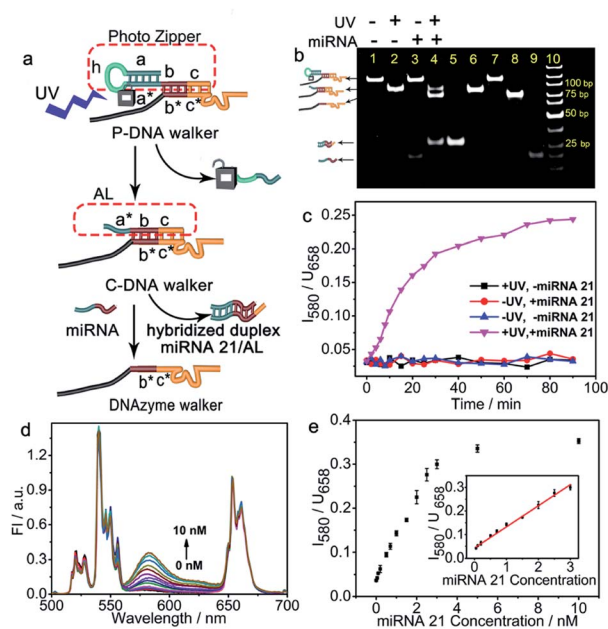 a
Photo Zipper
h
a
b
c
UV
a*
b*
c*
P-DNA walker
AL
a*
b
c
b*
c*
C-DNA walker
miRNA
hybridized duplex
miRNA 21/AL
b*
c*
DNAzyme walker
b
UV - + - +
miRNA - - + +
1 2 3 4 5 6 7 8 9 10
100 bp
75 bp
50 bp
25 bp
c
I580 / U658
0.25
0.20
0.15
0.10
0.05
0.00
+UV, -miRNA 21
-UV, +miRNA 21
-UV, -miRNA 21
+UV,+miRNA 21
0 20 40 60 80 100
Time / min
d
FI / a.u.
1.5
1.2
0.9
0.6
0.3
0.0
10 nM
0 nM
500 550 600 650 700
Wavelength / nm
e
I580 / U658
0.4
0.3
0.2
0.1
0.0
I580 / U658
0.3
0.2
0.1
0.0
0 1 2 3
miRNA 21 Concentration
0 2 4 6 8 10
miRNA 21 Concentration / nM